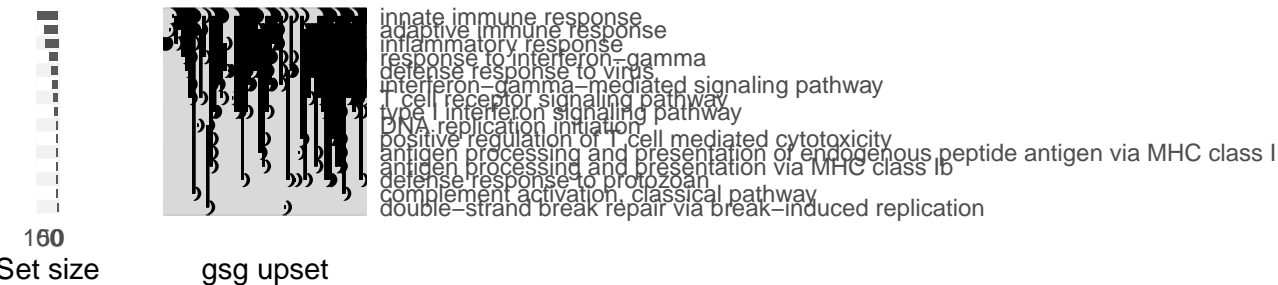 innate immune response
adaptive immune response
inflammatory response
response to interferon−gamma
defense response to virus
interferon−gamma−mediated signaling pathway
T cell receptor signaling pathway
type I interferon signaling pathway
DNA replication initiation
positive regulation of T cell mediated cytotoxicity
antigen processing and presentation of endogenous peptide antigen via MHC class I
antigen processing and presentation via MHC class Ib
defense response to protozoan
complement activation, classical pathway
double−strand break repair via break−induced replication
Set size
gsg upset